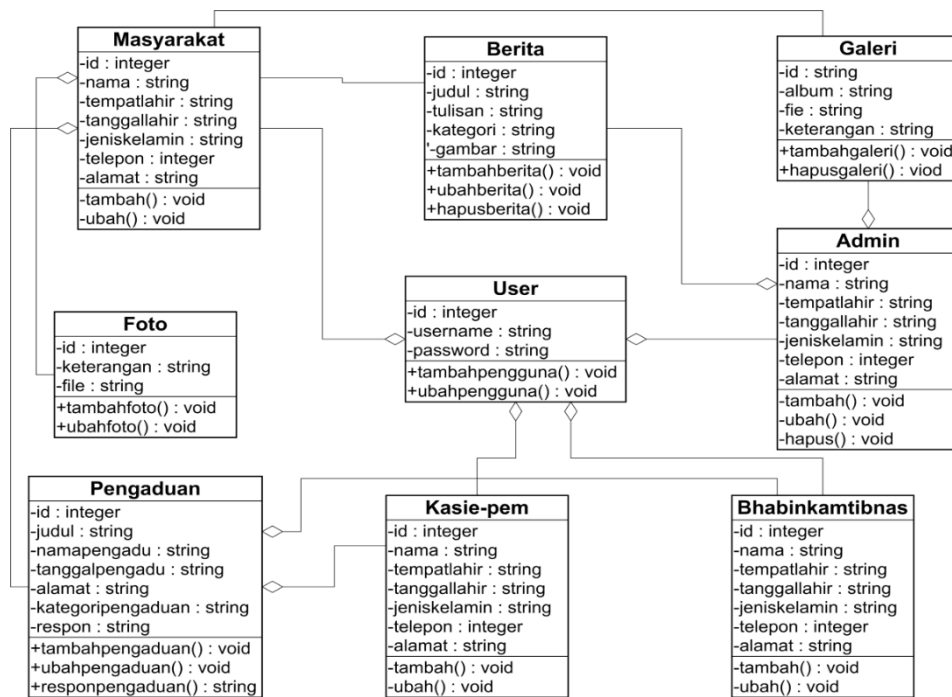 Masyarakat
-id : integer
-nama : string
-tempatlahir : string
-tanggallahir : string
-jeniskelamin : string
-telepon : integer
-alamat : string
-tambah() : void
-ubah() : void
Berita
-id : integer
-judul : string
-tulisan : string
-kategori : string
'-gambar : string
+tambahberita() : void
+ubahberita() : void
+hapusberita() : void
Galeri
-id : string
-album : string
-fie : string
-keterangan : string
+tambahgaleri() : void
+hapusgaleri() : viod
Foto
-id : integer
-keterangan : string
-file : string
+tambahfoto() : void
+ubahfoto() : void
User
-id : integer
-username : string
-password : string
+tambahpengguna() : void
+ubahpengguna() : void
Admin
-id : integer
-nama : string
-tempatlahir : string
-tanggallahir : string
-jeniskelamin : string
-telepon : integer
-alamat : string
-tambah() : void
-ubah() : void
-hapus() : void
Pengaduan
-id : integer
-judul : string
-namapengadu : string
-tanggalpengadu : string
-alamat : string
-kategoripengaduan : string
-respon : string
+tambahpengaduan() : void
+ubahpengaduan() : void
+responpengaduan() : string
Kasie-pem
-id : integer
-nama : string
-tempatlahir : string
-tanggallahir : string
-jeniskelamin : string
-telepon : integer
-alamat : string
-tambah() : void
-ubah() : void
Bhabinkamtibnas
-id : integer
-nama : string
-tempatlahir : string
-tanggallahir : string
-jeniskelamin : string
-telepon : integer
-alamat : string
-tambah() : void
-ubah() : void